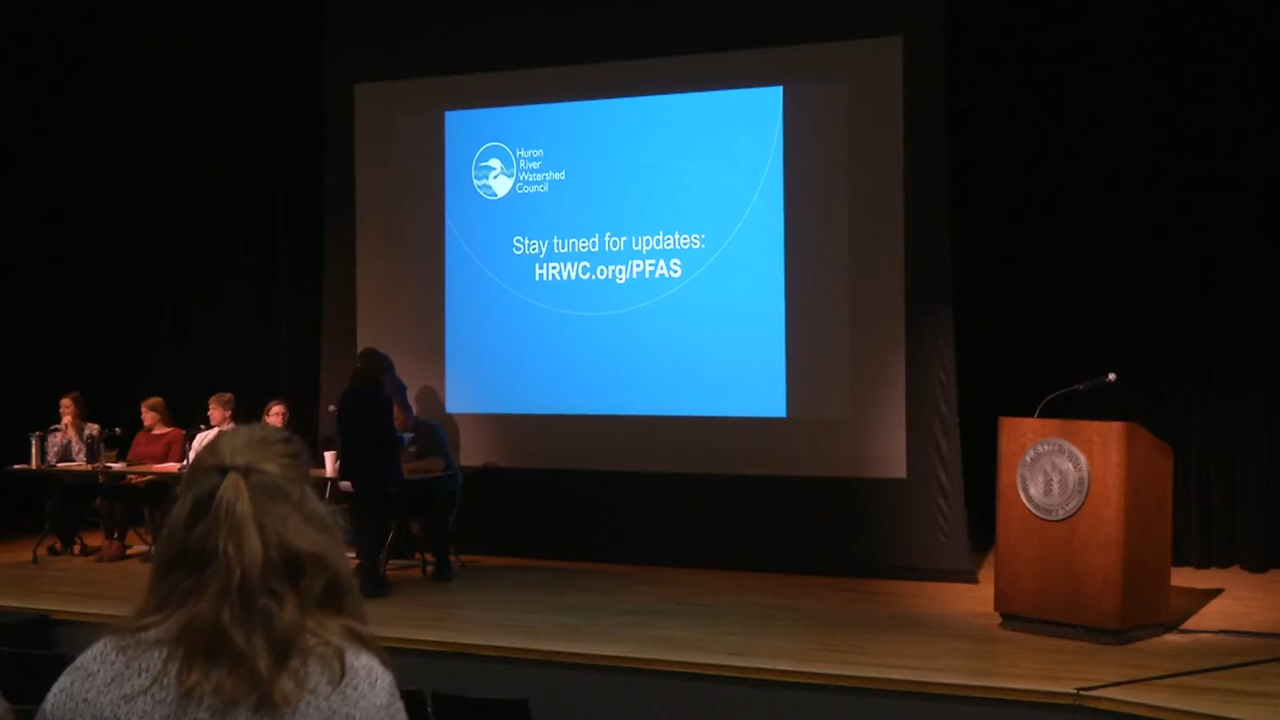 Huron
River
Watershed
Council
Stay tuned for updates:
HRWC.org/PFAS